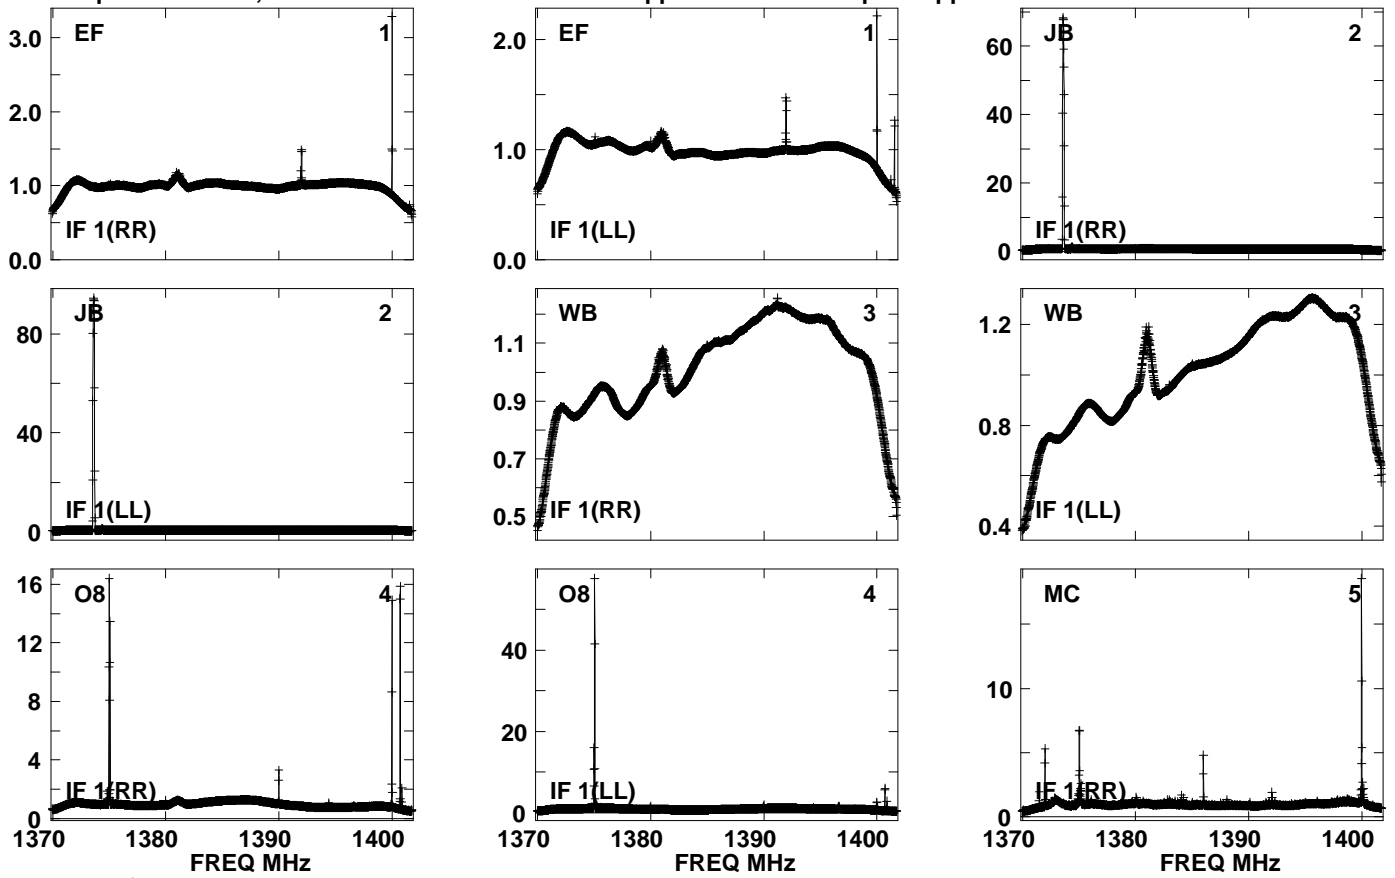 EF 1
3.0
2.0
1.0
0.0
IF 1(RR)
EF 1
2.0
1.0
0.0
IF 1(LL)
JB 2
60
40
20
0
IF 1(RR)
JB 2
80
40
0
IF 1(LL)
WB 3
1.1
0.9
0.7
0.5
IF 1(RR)
WB 3
1.2
0.8
0.4
IF 1(LL)
O8 4
16
12
8
4
0
IF 1(RR)
1370 1380 1390 1400
FREQ MHz
O8 4
40
20
0
IF 1(LL)
1370 1380 1390 1400
FREQ MHz
MC 5
10
0
IF 1(RR)
1370 1380 1390 1400
FREQ MHz